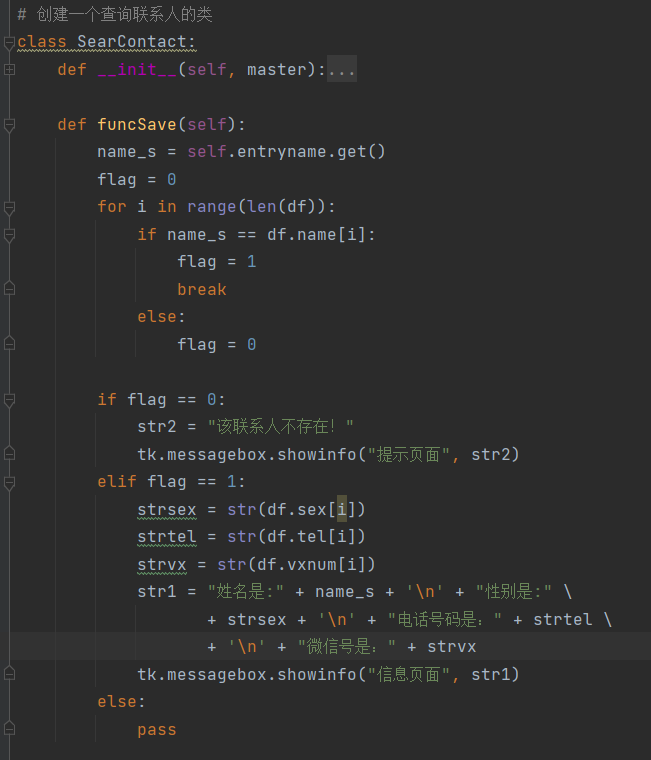 # 创建一个查询联系人的类
class SearContact:
    def __init__(self, master):...
    def funcSave(self):
        name_s = self.entryname.get()
        flag = 0
        for i in range(len(df)):
            if name_s == df.name[i]:
                flag = 1
                break
            else:
                flag = 0
        if flag == 0:
            str2 = "该联系人不存在！"
            tk.messagebox.showinfo("提示页面", str2)
        elif flag == 1:
            strsex = str(df.sex[i])
            strtel = str(df.tel[i])
            strvx = str(df.vxnum[i])
            str1 = "姓名是:" + name_s + '\n' + "性别是:" \
                   + strsex + '\n' + "电话号码是：" + strtel \
                   + '\n' + "微信号是：" + strvx
            tk.messagebox.showinfo("信息页面", str1)
        else:
            pass